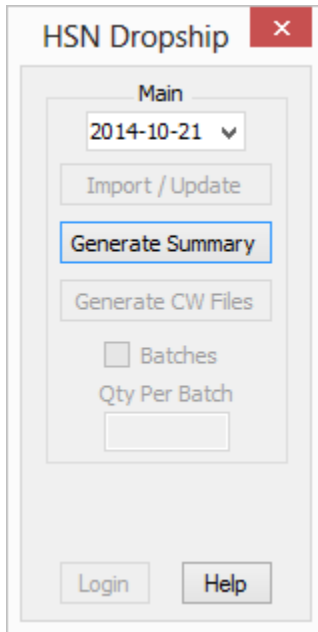 HSN Dropship
Main
2014-10-21
Import / Update
Generate Summary
Generate CW Files
Batches
Qty Per Batch
Login
Help